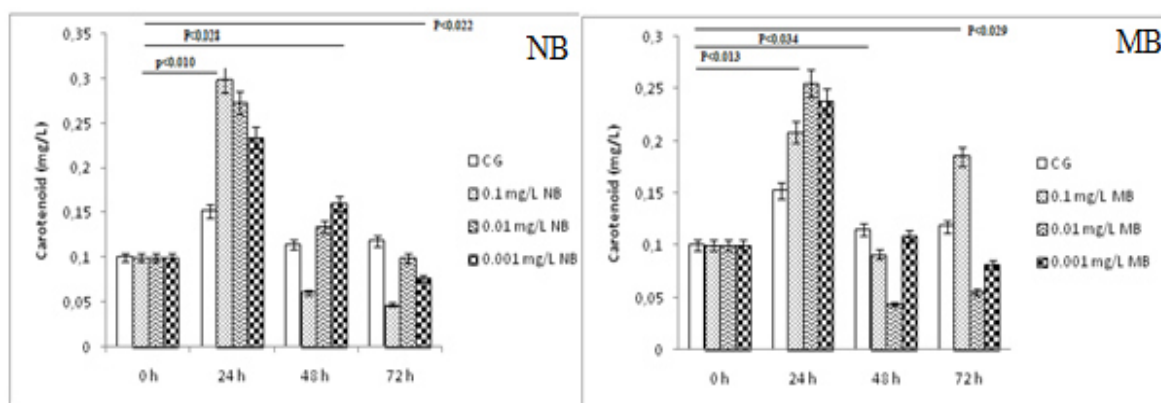 P<0.022
P<0.028
P<0.010
NB
Carotenoid (mg/L)
0,35
0,3
0,25
0,2
0,15
0,1
0,05
0
0 h
24 h
48 h
72 h
CG
0.1 mg/L NB
0.01 mg/L NB
0.001 mg/L NB
P<0.029
P<0.034
P<0.013
MB
Carotenoid (mg/L)
0,3
0,25
0,2
0,15
0,1
0,05
0
0 h
24 h
48 h
72 h
CG
0.1 mg/L MB
0.01 mg/L MB
0.001 mg/L MB